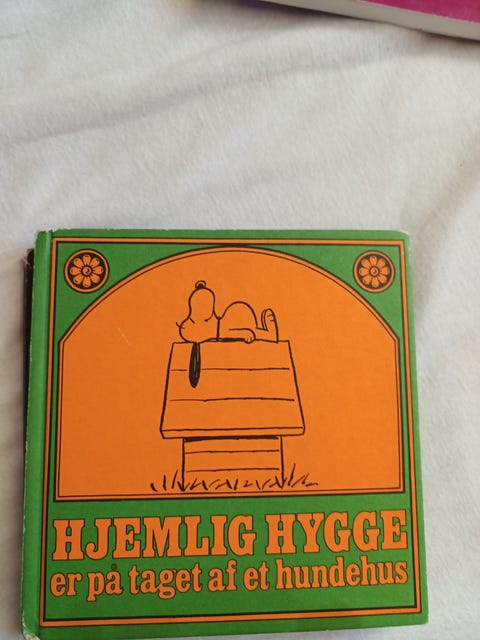 HJEMLIG HYGGE
er på taget af et hundehus